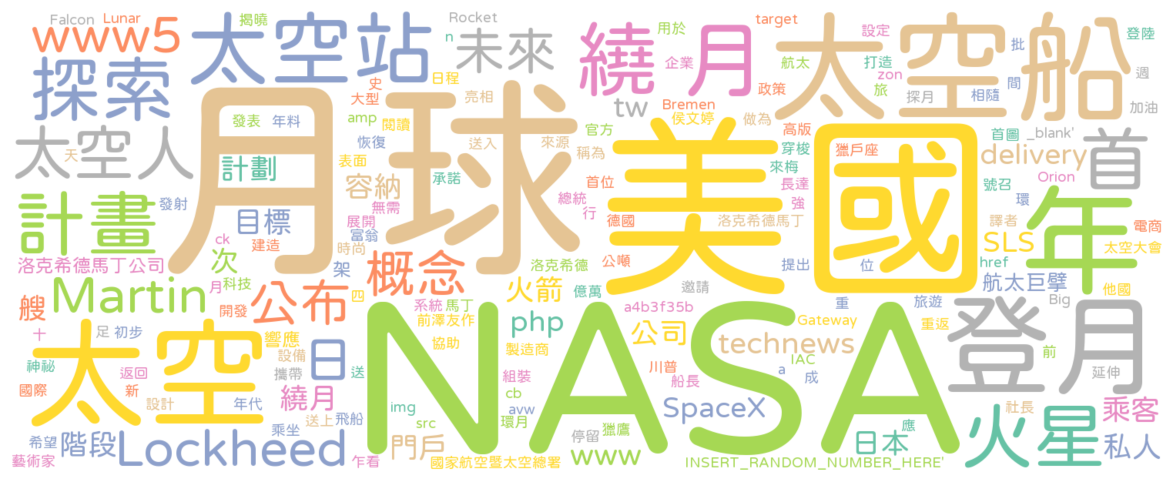 Falcon Lunar 揭曉 Rocket target 設定 登陸
www5 太空站 n 未來 繞月 用於 太空船 批 週
探索 日程 企業 航太 打造 zon 間
史 大型 亮相 tw Bremen 政策 旅 探月 相隨 加油
太空人 發表 年料 amp 閱讀 送入 來源 官方 侯文婷 做為 高版 獵戶座 首圖 _blank' 首
天 月球 恢復 稱為 美國 穿梭 delivery
計劃 表面 承諾 容納 首位 來梅 長達 號召 Orion
計畫 發射 目標 無需 總統 行 德國 洛克希德馬丁 強 環 年
展開 富翁 譯者 電商
ck 建造 時尚 公噸 SLS 太空大會
洛克希德馬丁公司 次 架 概念 洛克希德 提出 位 href
月 科技 邀請 航太巨擘 他國
Martin 開發 公布 四 系統 馬丁 火箭 億萬 重 旅遊 Big
艘 十 足 初步 前澤友作 php a4b3f35b Gateway 重返 登月
太空 響應 NASA 協助 製造商 公司 technews 前
神祕 設備 日 送 川普 IAC 延伸
國際 返回 新 攜帶 組裝 船長 a 成
設計 年代 繞月 cb
img 環月 avw SpaceX 社長 乘客
希望 乘坐 送上 飛船 src 獵鷹 應 火星
藝術家 階段 Lockheed 乍看 門戶 停留 日本 私人
國家航空暨太空總署 www INSERT_RANDOM_NUMBER_HERE'